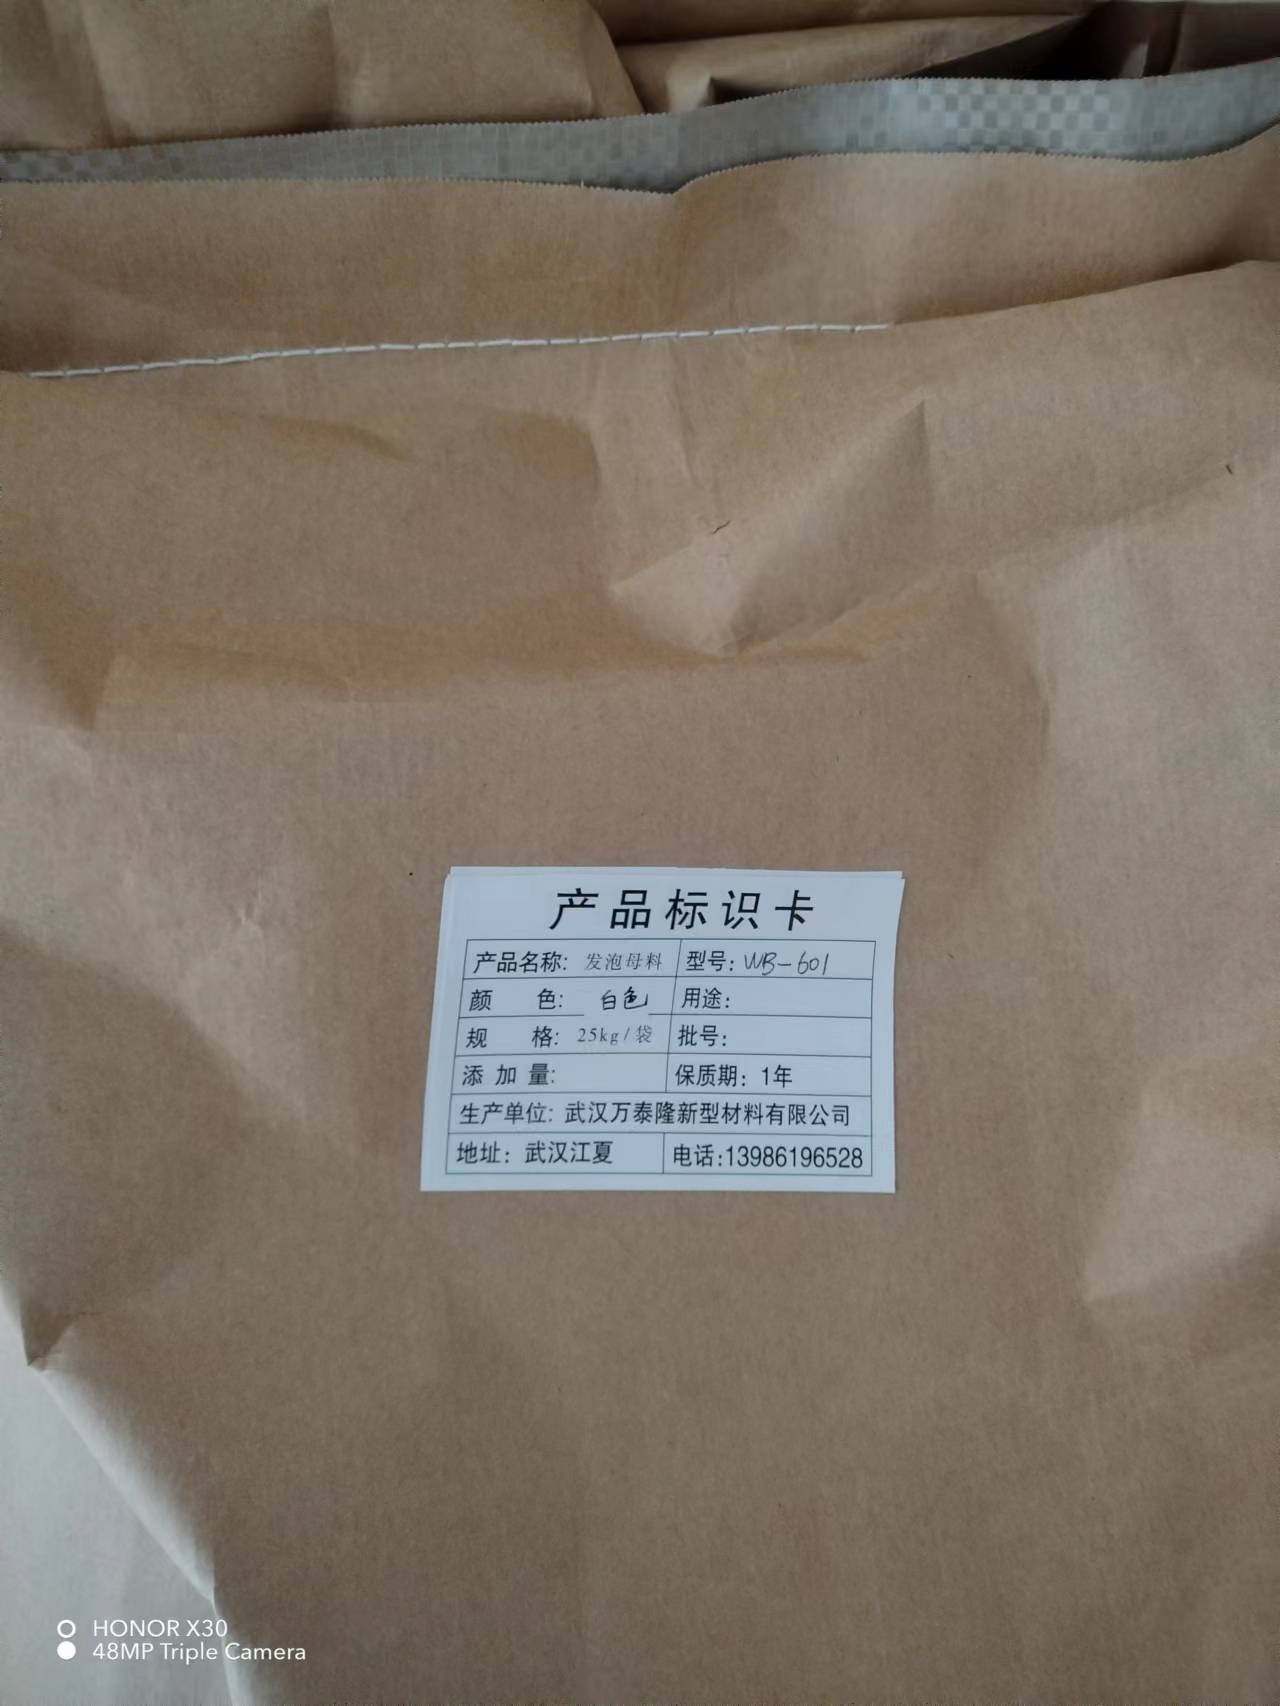 产品标识卡
产品名称: 发泡母料 型号: WB-601
颜 色: 白色 用途:
规 格: 25kg/袋 批号:
添 加 量: 保质期: 1年
生产单位: 武汉万泰隆新型材料有限公司
地址: 武汉江夏 电话:13986196528
HONOR X30
48MP Triple Camera